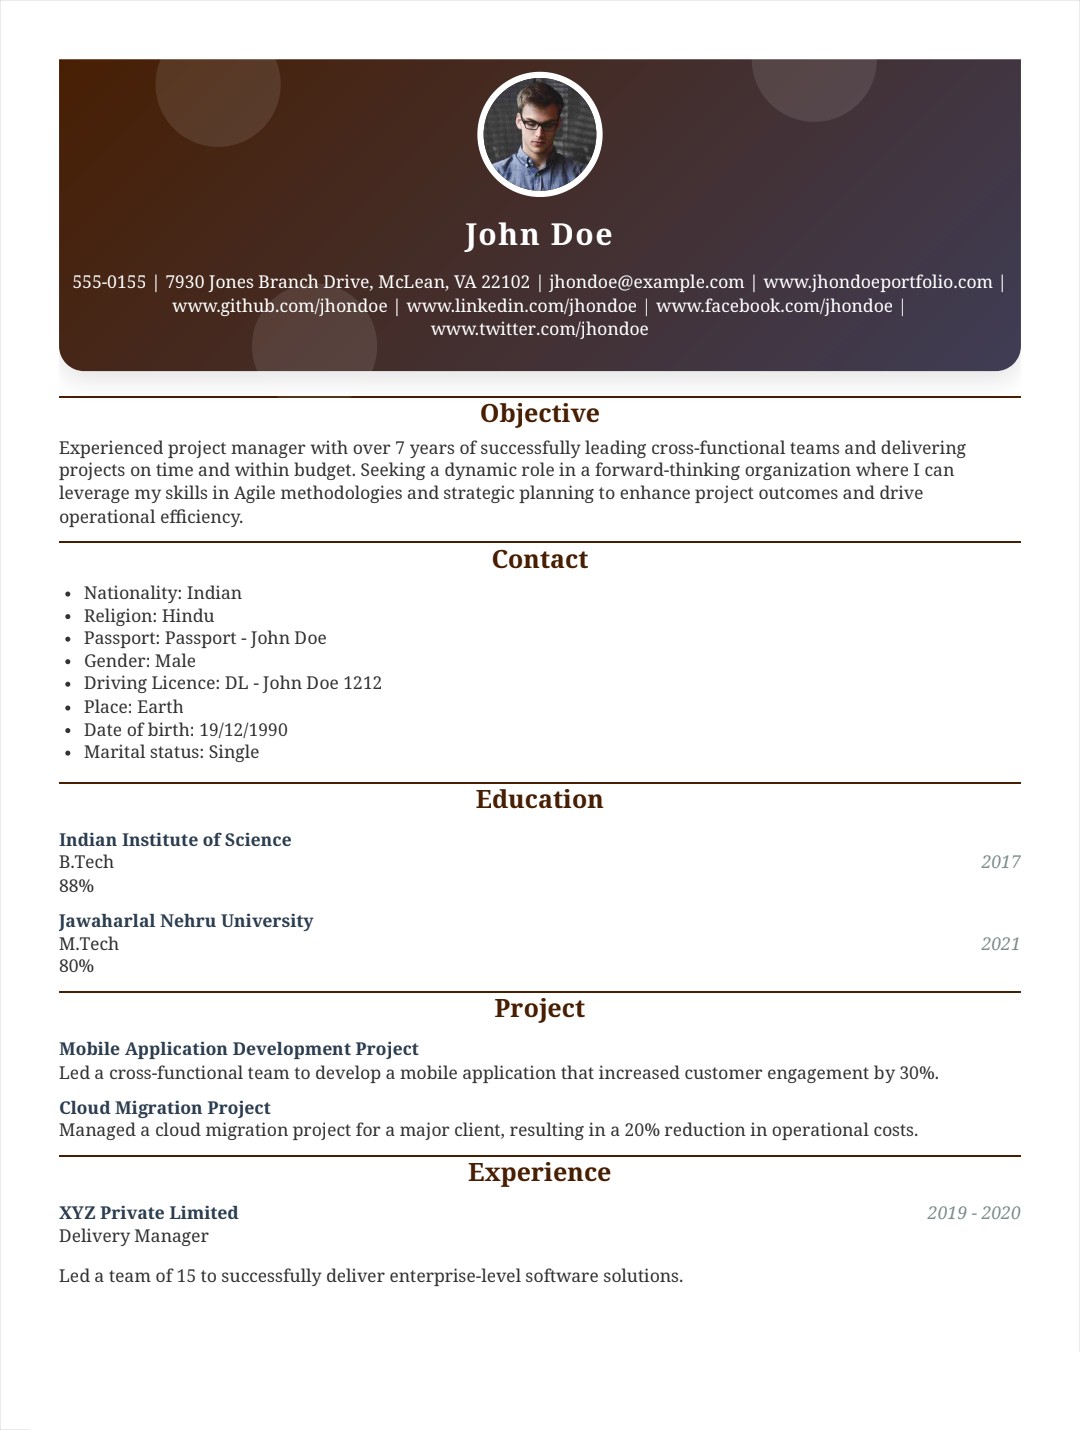 John Doe
555-0155 | 7930 Jones Branch Drive, McLean, VA 22102 | jhondoe@example.com | www.jhondoeportfolio.com |
www.github.com/jhondoe | www.linkedin.com/jhondoe | www.facebook.com/jhondoe |
www.twitter.com/jhondoe
Objective
Experienced project manager with over 7 years of successfully leading cross-functional teams and delivering
projects on time and within budget. Seeking a dynamic role in a forward-thinking organization where I can
leverage my skills in Agile methodologies and strategic planning to enhance project outcomes and drive
operational efficiency.
Contact
• Nationality: Indian
• Religion: Hindu
• Passport: Passport - John Doe
• Gender: Male
• Driving Licence: DL - John Doe 1212
• Place: Earth
• Date of birth: 19/12/1990
• Marital status: Single
Education
Indian Institute of Science
B.Tech 2017
88%
Jawaharlal Nehru University
M.Tech 2021
80%
Project
Mobile Application Development Project
Led a cross-functional team to develop a mobile application that increased customer engagement by 30%.
Cloud Migration Project
Managed a cloud migration project for a major client, resulting in a 20% reduction in operational costs.
Experience
XYZ Private Limited 2019 - 2020
Delivery Manager
Led a team of 15 to successfully deliver enterprise-level software solutions.